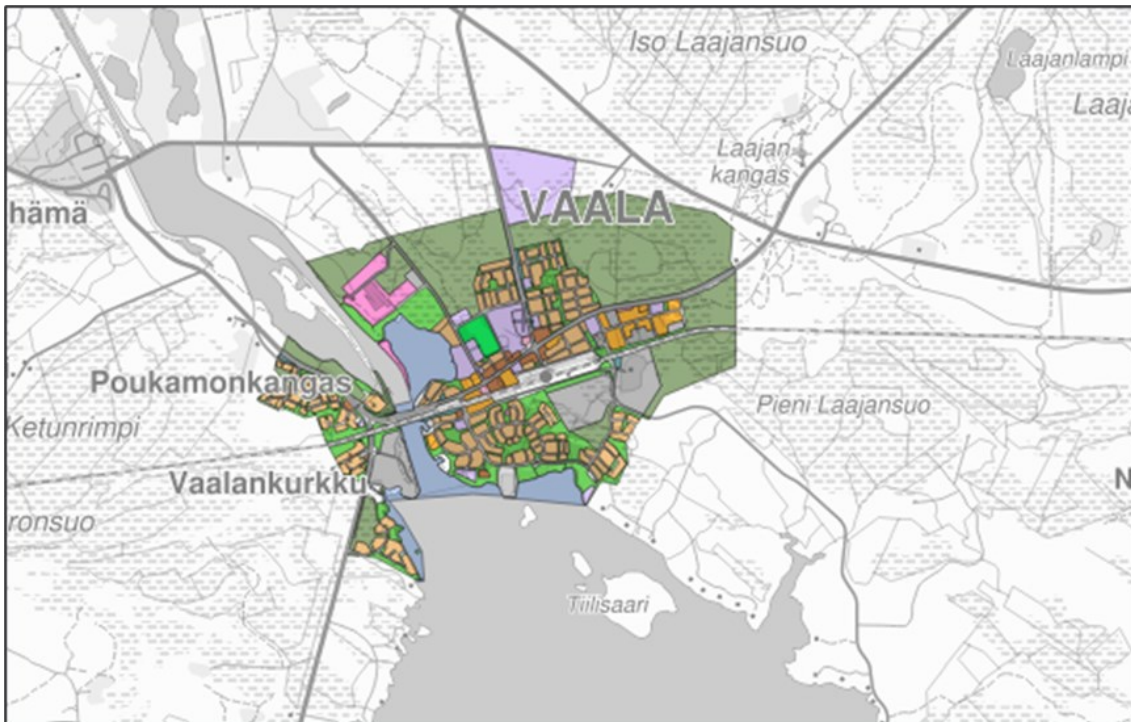 Iso Laajansuo
Laajanlampi
Laaja
Laajan
kangas
hämä
VAALA
Poukamonkangas
Pieni Laajansuo
Ketunrimpi
Vaalankurkku
N
ronsuo
Tiilisaari